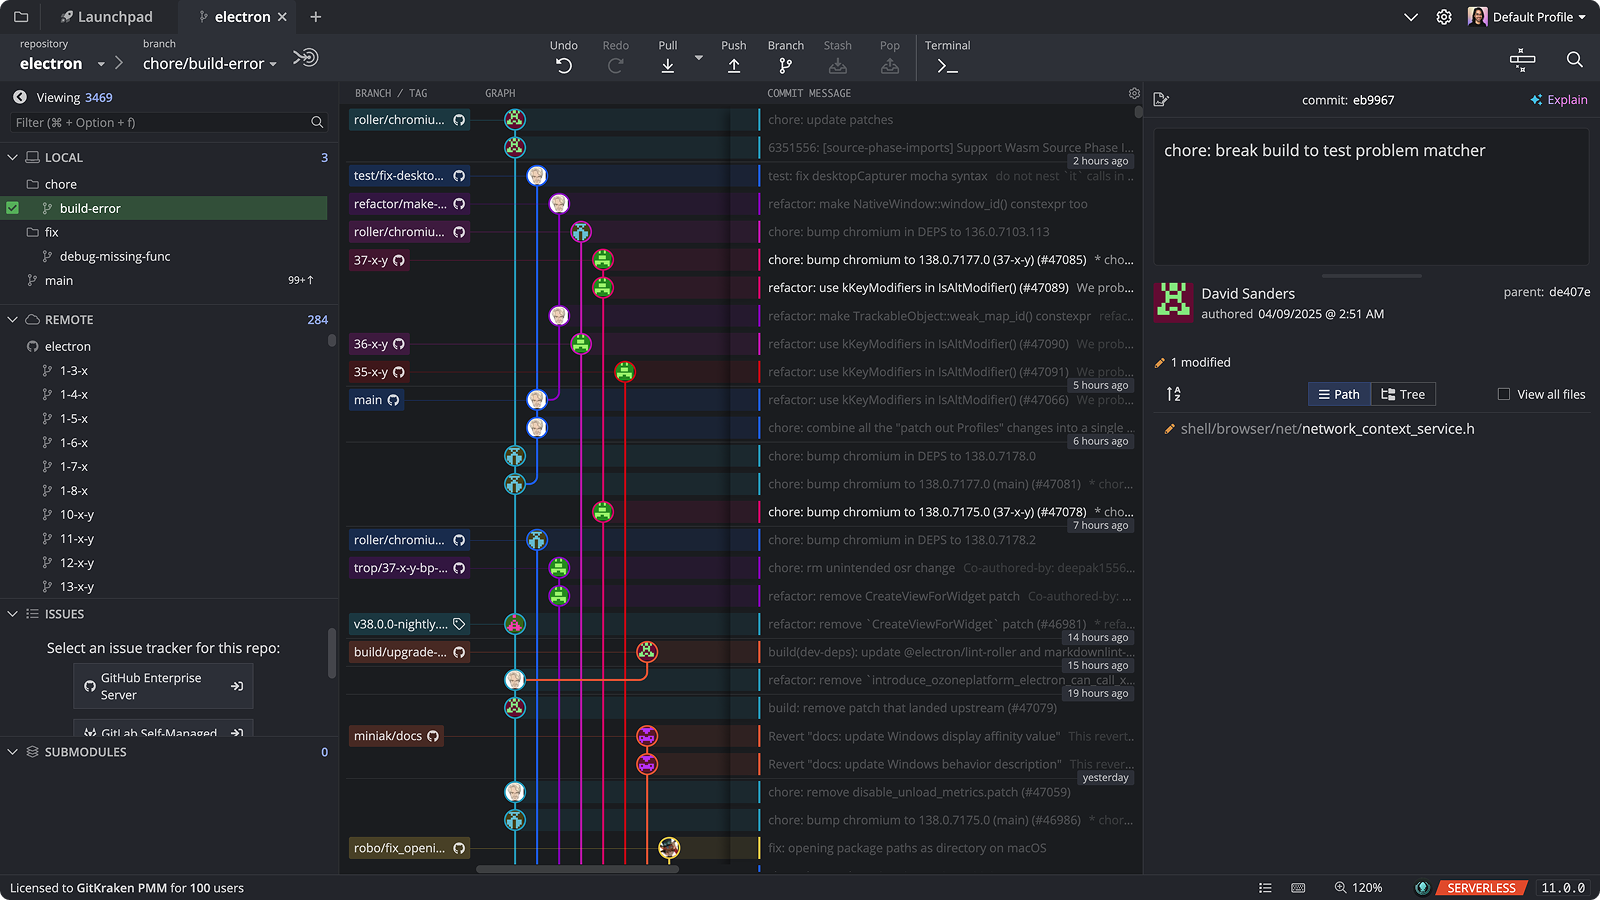 Launchpad
electron
Default Profile
repository
electron
branch
chore/build-error
Undo
Redo
Pull
Push
Branch
Stash
Pop
Terminal
Viewing 3469
Filter (⌘ + Option + f)
LOCAL 3
chore
build-error
fix
debug-missing-func
main 99+↑
REMOTE 284
electron
1-3-x
1-4-x
1-5-x
1-6-x
1-7-x
1-8-x
10-x-y
11-x-y
12-x-y
13-x-y
ISSUES
Select an issue tracker for this repo:
GitHub Enterprise
Server
GitLab Self-Managed
SUBMODULES 0
BRANCH / TAG GRAPH COMMIT MESSAGE
roller/chromiu... chore: update patches
6351556: [source-phase-imports] Support Wasm Source Phase I...
2 hours ago
test/fix-deskto... test: fix desktopCapturer mocha syntax do not nest `it` calls in ...
refactor/make-... refactor: make NativeWindow::window_id() constexpr too
roller/chromiu... chore: bump chromium in DEPS to 136.0.7103.113
37-x-y chore: bump chromium to 138.0.7177.0 (37-x-y) (#47085) * cho...
refactor: use kKeyModifiers in IsAltModifier() (#47089) We prob...
refactor: make TrackableObject::weak_map_id() constexpr refac...
36-x-y refactor: use kKeyModifiers in IsAltModifier() (#47090) We prob...
35-x-y refactor: use kKeyModifiers in IsAltModifier() (#47091) We prob...
5 hours ago
main refactor: use kKeyModifiers in IsAltModifier() (#47066) We prob...
chore: combine all the "patch out Profiles" changes into a single ...
6 hours ago
chore: bump chromium in DEPS to 138.0.7178.0
chore: bump chromium to 138.0.7177.0 (main) (#47081) * chor...
chore: bump chromium to 138.0.7175.0 (37-x-y) (#47078) * cho...
7 hours ago
roller/chromiu... chore: bump chromium in DEPS to 138.0.7178.2
trop/37-x-y-bp-... chore: rm unintended osr change Co-authored-by: deepak1556...
refactor: remove CreateViewForWidget patch Co-authored-by: ...
v38.0.0-nightly.... refactor: remove `CreateViewForWidget` patch (#46981) * refa...
14 hours ago
build/upgrade-... build(dev-deps): update @electron/lint-roller and markdownlint-...
15 hours ago
refactor: remove `introduce_ozoneplatform_electron_can_call_x...
19 hours ago
build: remove patch that landed upstream (#47079)
miniak/docs Revert "docs: update Windows display affinity value" This revert...
Revert "docs: update Windows behavior description" This rever...
yesterday
chore: remove disable_unload_metrics.patch (#47059)
chore: bump chromium to 138.0.7175.0 (main) (#46986) * chor...
robo/fix_openi... fix: opening package paths as directory on macOS
commit: eb9967
Explain
chore: break build to test problem matcher
David Sanders
authored 04/09/2025 @ 2:51 AM
parent: de407e
1 modified
Path
Tree
View all files
shell/browser/net/network_context_service.h
Licensed to GitKraken PMM for 100 users
120%
SERVERLESS
11.0.0